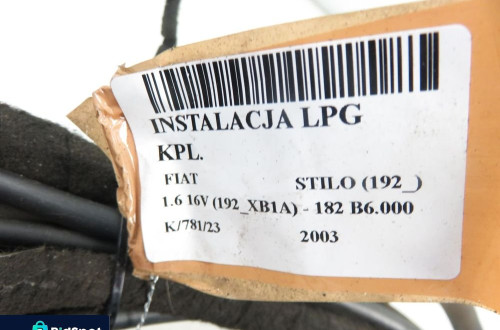 INSTALACJA LPG
KPL.
FIAT STILO (192_)
1.6 16V (192_XB1A) - 182 B6.000
K/781/23 2003